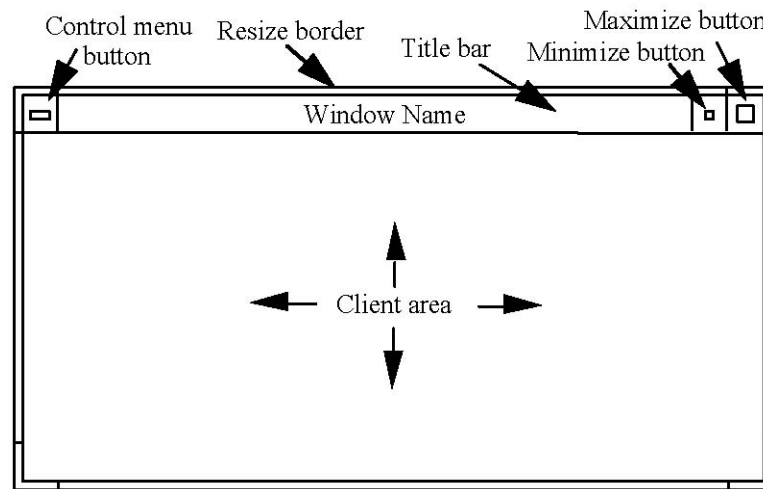 Control menu
button
Resize border
Title bar
Maximize button
Minimize button
Window Name
Client area